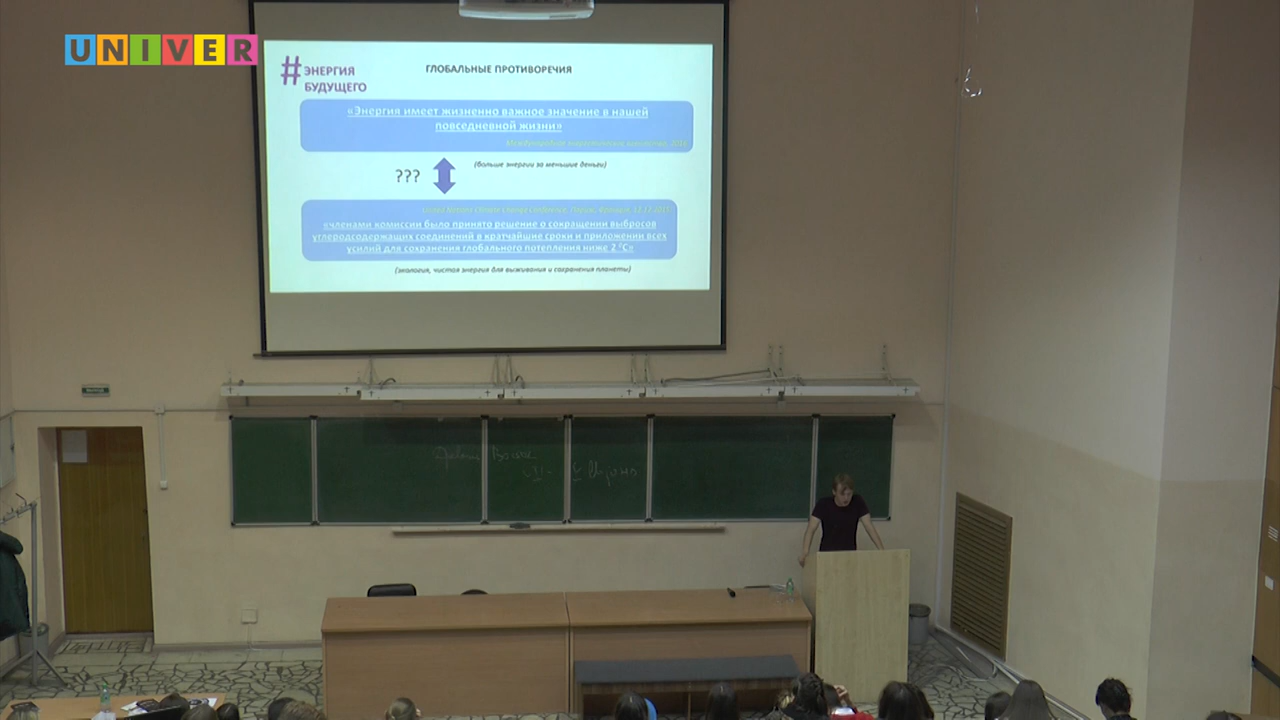 UNIVER
#ЭНЕРГИЯ
БУДУЩЕГО
ГЛОБАЛЬНЫЕ ПРОТИВОРЕЧИЯ
«Энергия имеет жизненно важное значение в нашей
повседневной жизни»
(больше энергии за меньшие деньги)
???
«членами комиссии было принято решение о сокращении выбросов
углеродсодержащих соединений в кратчайшие сроки и приложении всех
усилий для сохранения глобального потепления ниже 2 °С»
(экология, чистая энергия для выживания и сохранения планеты)